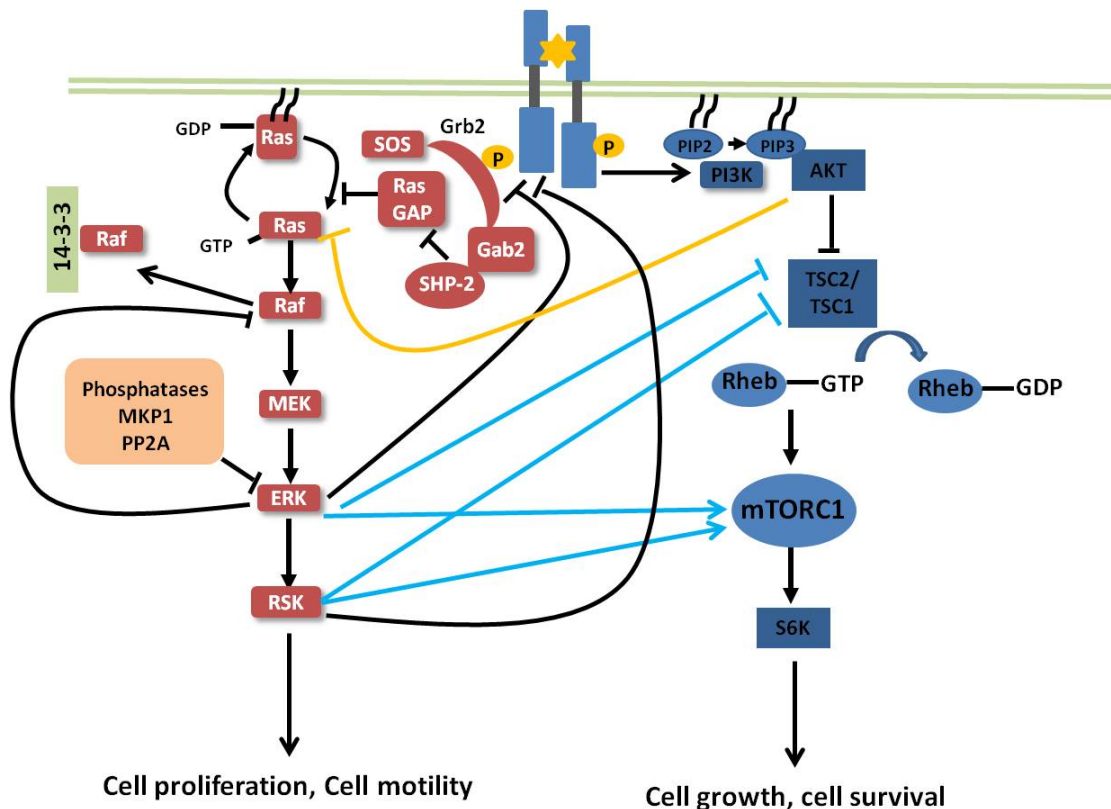 Grb2
GDP
Ras
SOS
P
P
PIP2
PIP3
PI3K
AKT
Ras
GAP
14-3-3
Raf
GTP
Ras
Gab2
SHP-2
Raf
TSC2/
TSC1
Phosphatases
MKP1
PP2A
MEK
Rheb
GTP
Rheb
GDP
ERK
mTORC1
RSK
S6K
Cell proliferation, Cell motility
Cell growth, cell survival